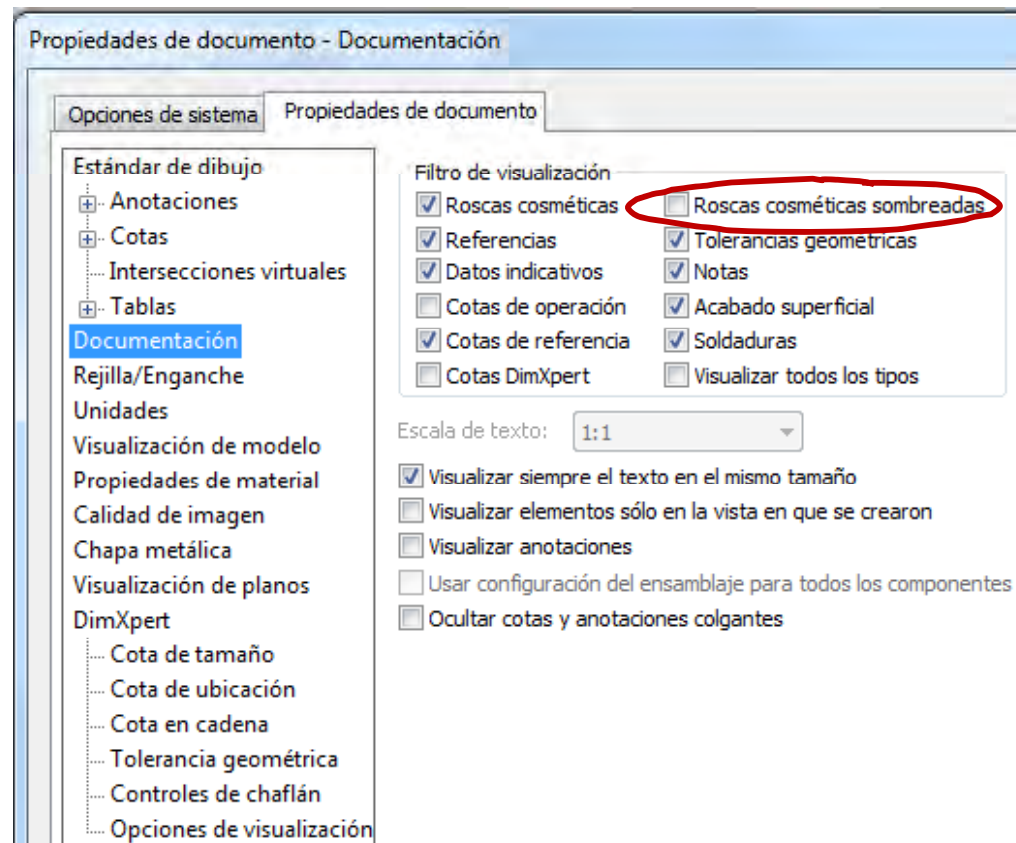 Propiedades de documento - Documentación
Opciones de sistema
Propiedades de documento
Estándar de dibujo
Anotaciones
Cotas
Intersecciones virtuales
Tablas
Documentación
Rejilla/Enganche
Unidades
Visualización de modelo
Propiedades de material
Calidad de imagen
Chapa metálica
Visualización de planos
DimXpert
Cota de tamaño
Cota de ubicación
Cota en cadena
Tolerancia geométrica
Controles de chaflán
Opciones de visualización
Filtro de visualización
Roscas cosméticas
Roscas cosméticas sombreadas
Referencias
Tolerancias geométricas
Datos indicativos
Notas
Cotas de operación
Acabado superficial
Cotas de referencia
Soldaduras
Cotas DimXpert
Visualizar todos los tipos
Escala de texto:
1:1
Visualizar siempre el texto en el mismo tamaño
Visualizar elementos sólo en la vista en que se crearon
Visualizar anotaciones
Usar configuración del ensamblaje para todos los componentes
Ocultar cotas y anotaciones colgantes